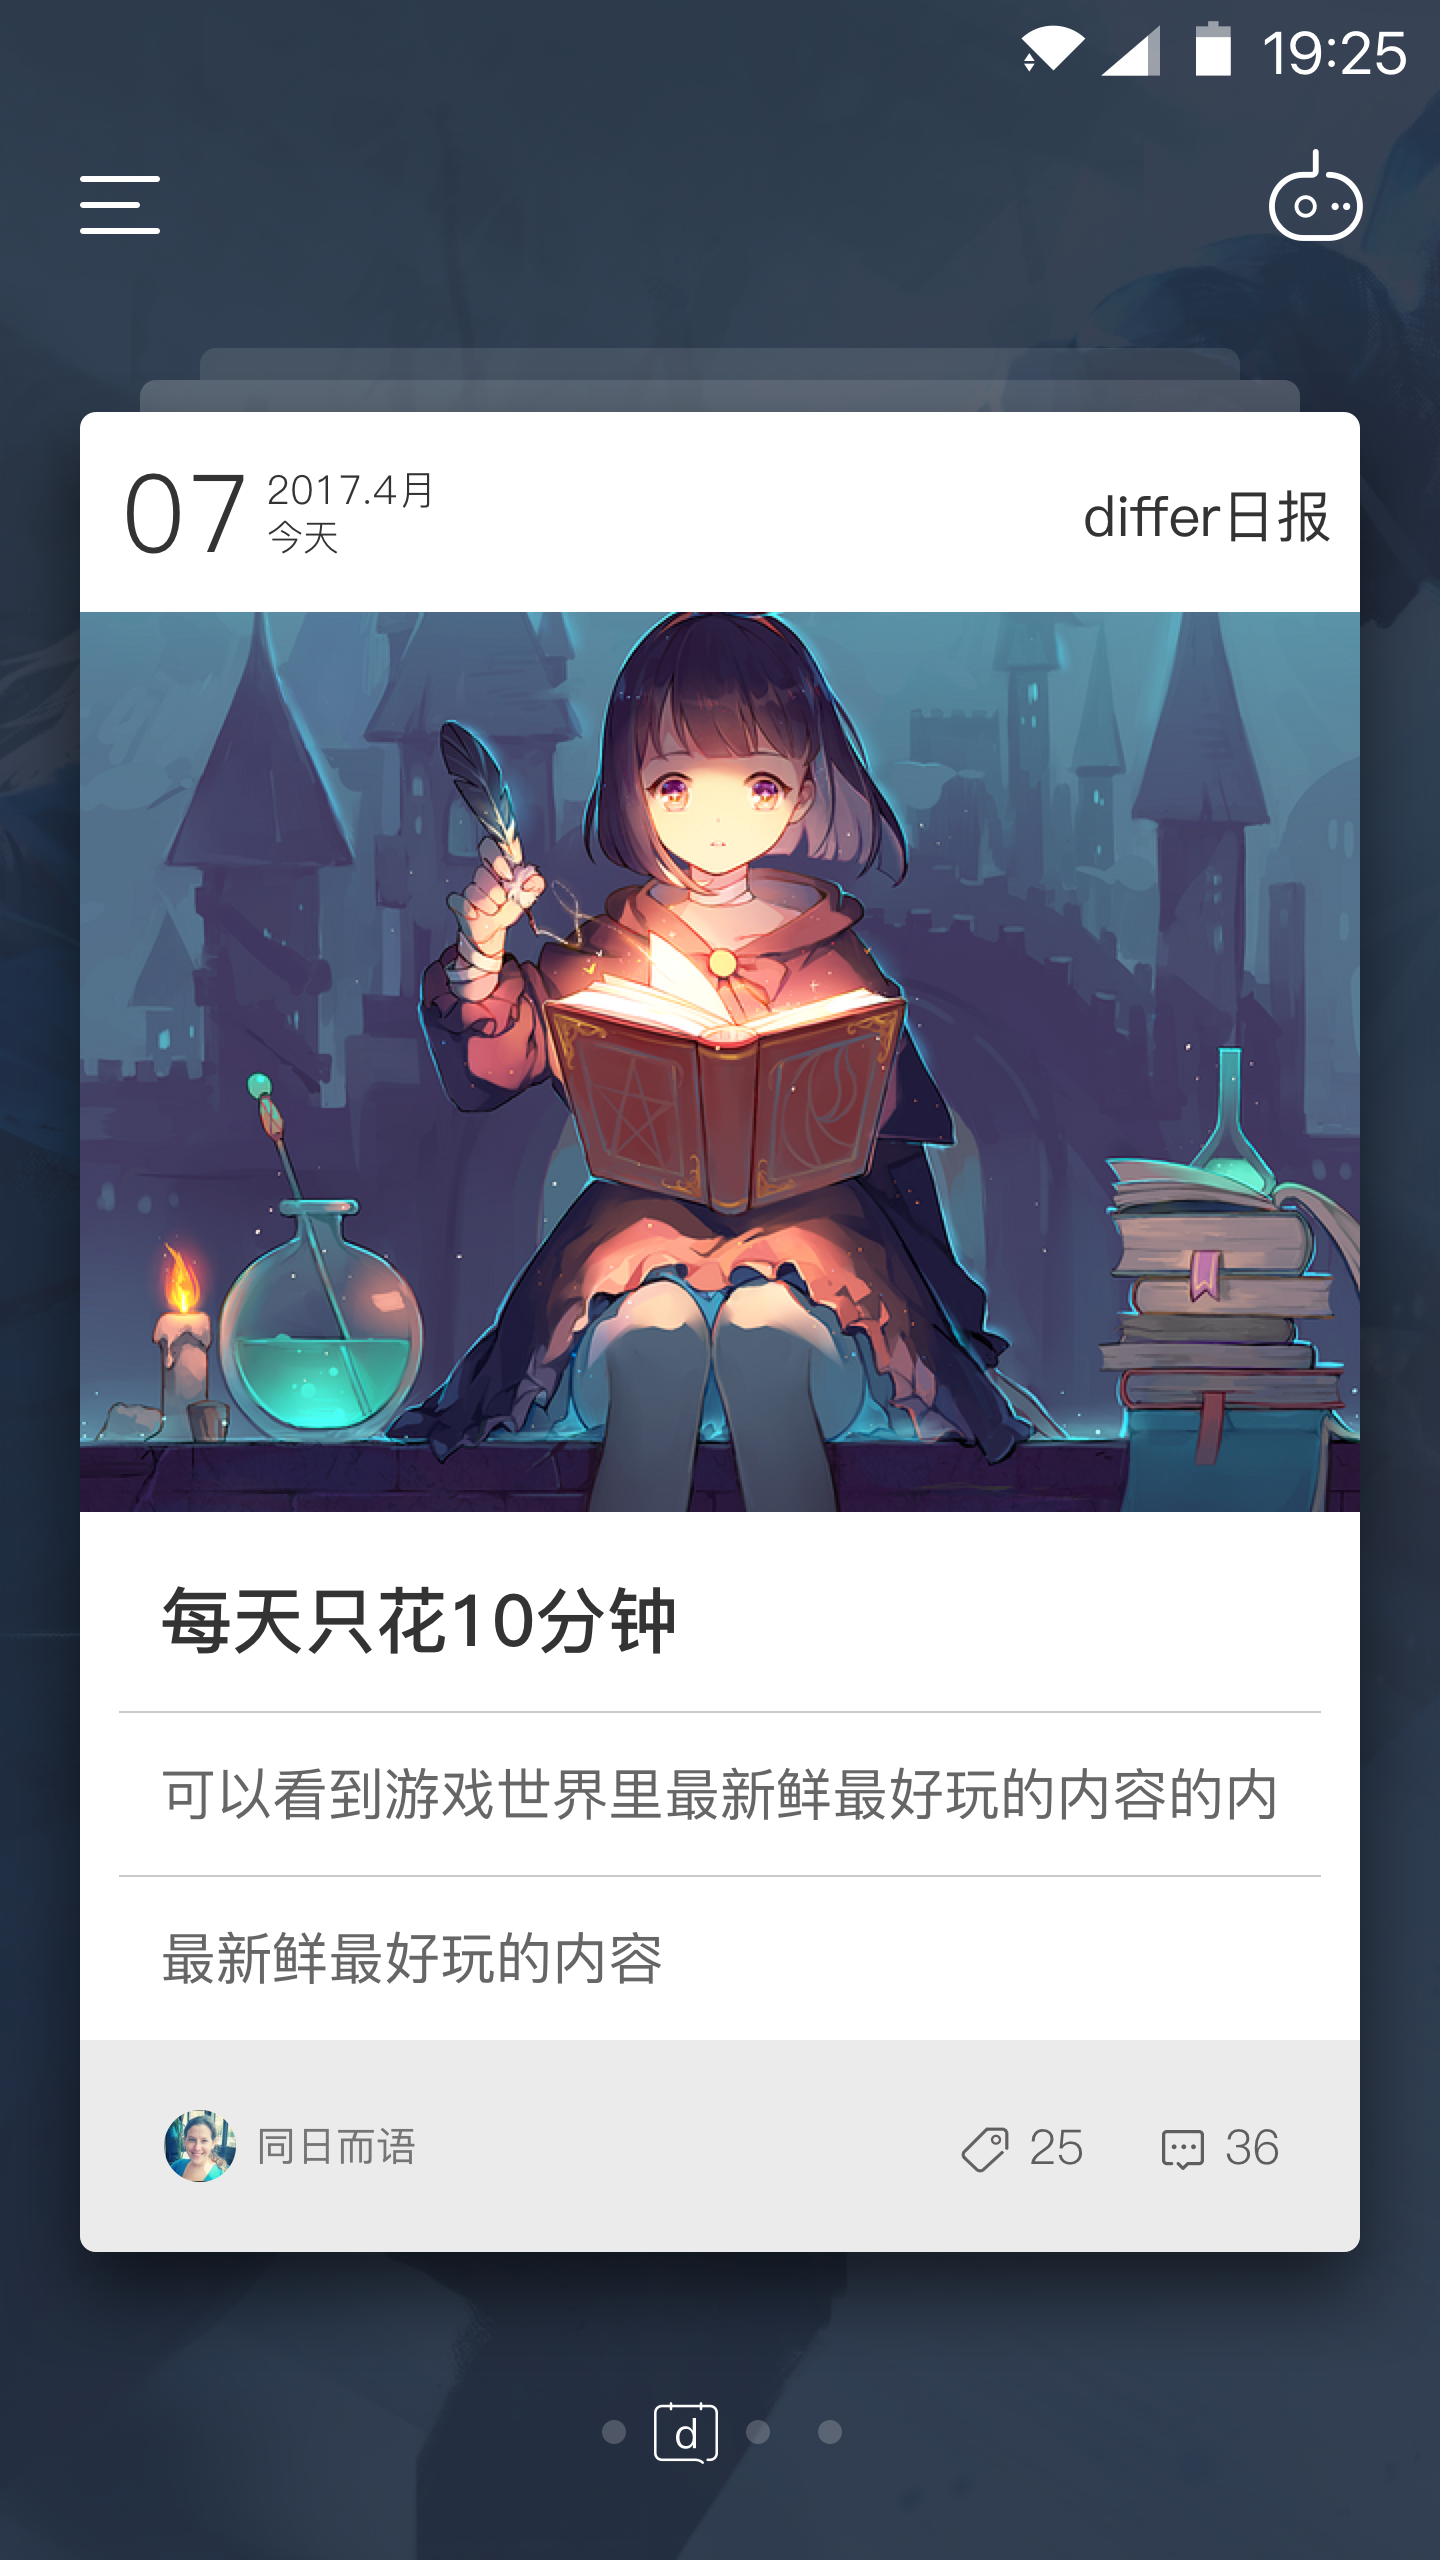 19:25
07
2017.4月
今天
differ日报
每天只花10分钟
可以看到游戏世界里最新鲜最好玩的内容的内
最新鲜最好玩的内容
同日而语
25
36
d